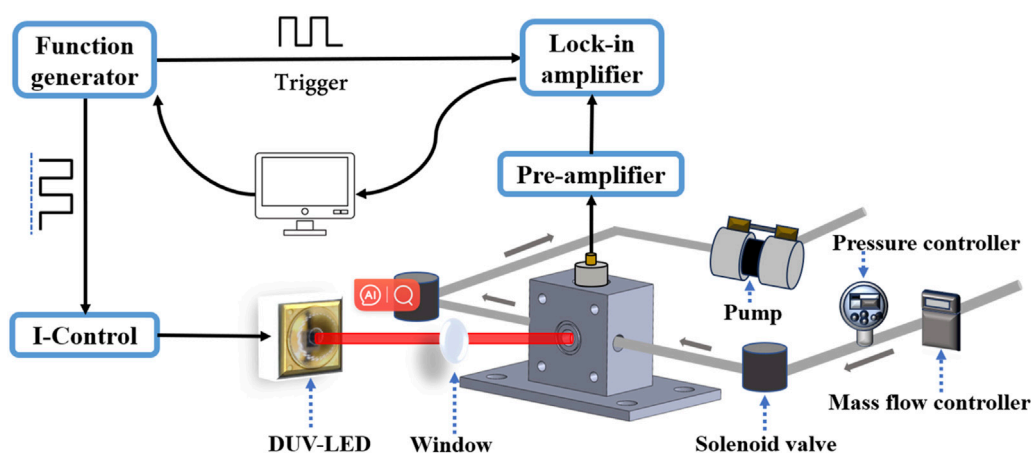 Function
generator
Trigger
Lock-in
amplifier
Pre-amplifier
Pressure controller
AI
Pump
I-Control
Mass flow controller
DUV-LED
Window
Solenoid valve